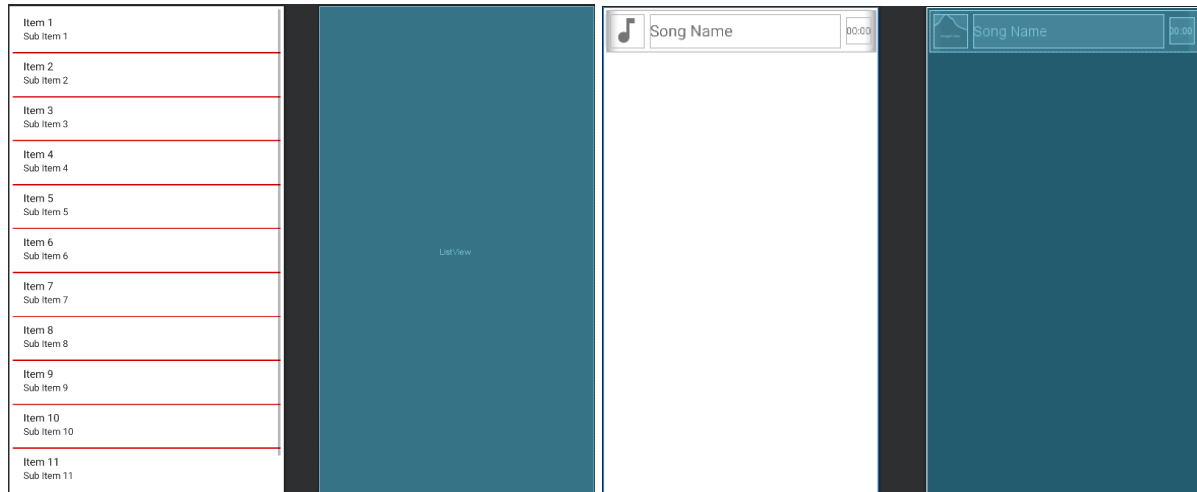 Item 1
Sub Item 1
Item 2
Sub Item 2
Item 3
Sub Item 3
Item 4
Sub Item 4
Item 5
Sub Item 5
Item 6
Sub Item 6
Item 7
Sub Item 7
Item 8
Sub Item 8
Item 9
Sub Item 9
Item 10
Sub Item 10
Item 11
Sub Item 11
ListView
Song Name
00:00
Song Name
00:00